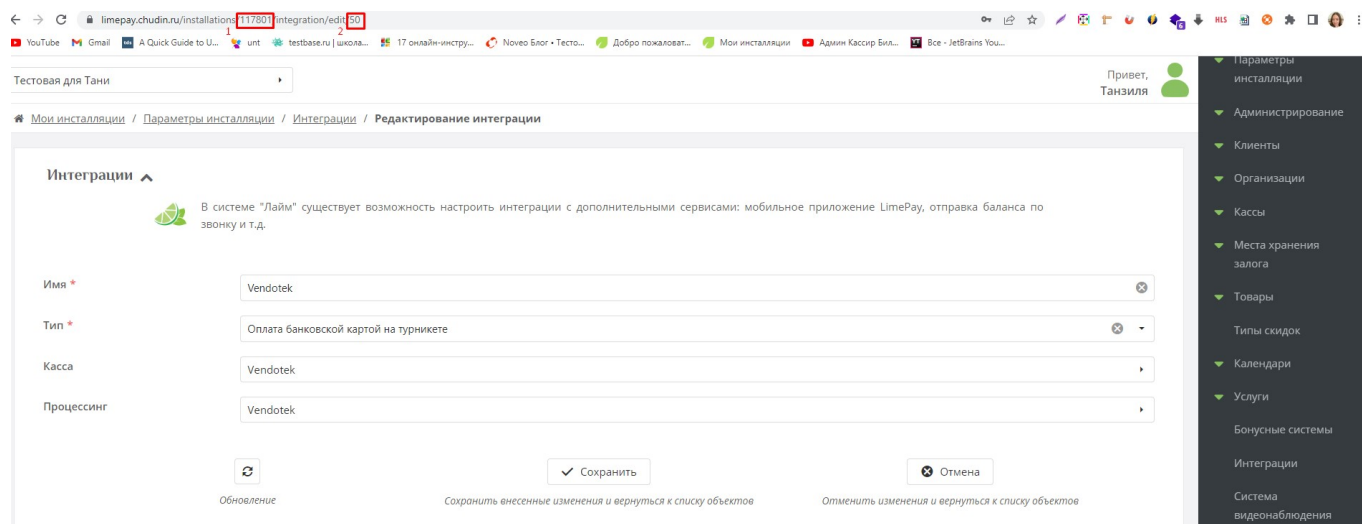 limepay.chudin.ru/installations/117801/integration/edit/50
1 2
YouTube Gmail A Quick Guide to U... unt testbase.ru | школа... 17 онлайн-инстру... Noveo Блог • Тесто... Добро пожаловат... Мои инсталляции Админ Кассир Бил... Все - JetBrains You...
Тестовая для Тани
Привет,
Танзиля
Мои инсталляции / Параметры инсталляции / Интеграции / Редактирование интеграции
Интеграции
В системе "Лайм" существует возможность настроить интеграции с дополнительными сервисами: мобильное приложение LimePay, отправка баланса по
звонку и т.д.
Имя * Vendotek
Тип * Оплата банковской картой на турникете
Касса Vendotek
Процессинг Vendotek
Сохранить Отмена
Обновление Сохранить внесенные изменения и вернуться к списку объектов Отменить изменения и вернуться к списку объектов
Параметры
инсталляции
Администрирование
Клиенты
Организации
Кассы
Места хранения
залога
Товары
Типы скидок
Календари
Услуги
Бонусные системы
Интеграции
Система
видеонаблюдения